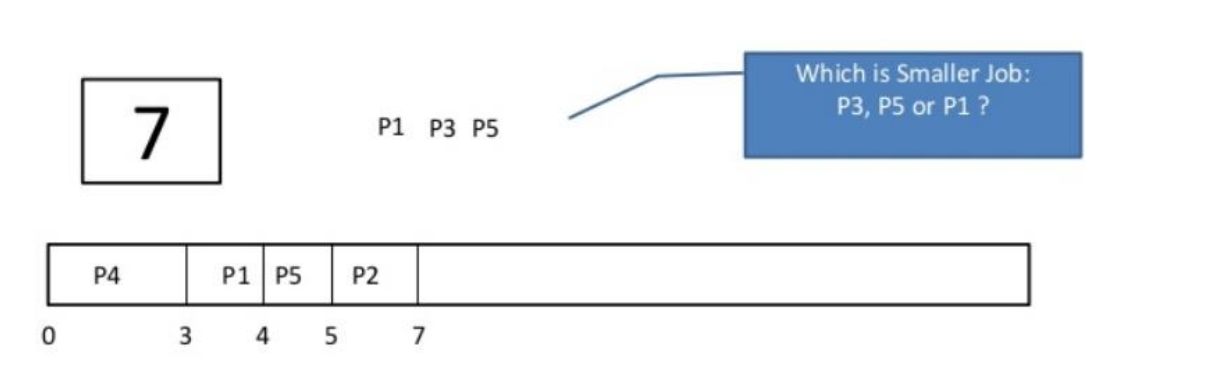 Which is Smaller Job:
P3, P5 or P1 ?
7
P1 P3 P5
P4 P1 P5 P2
0 3 4 5 7